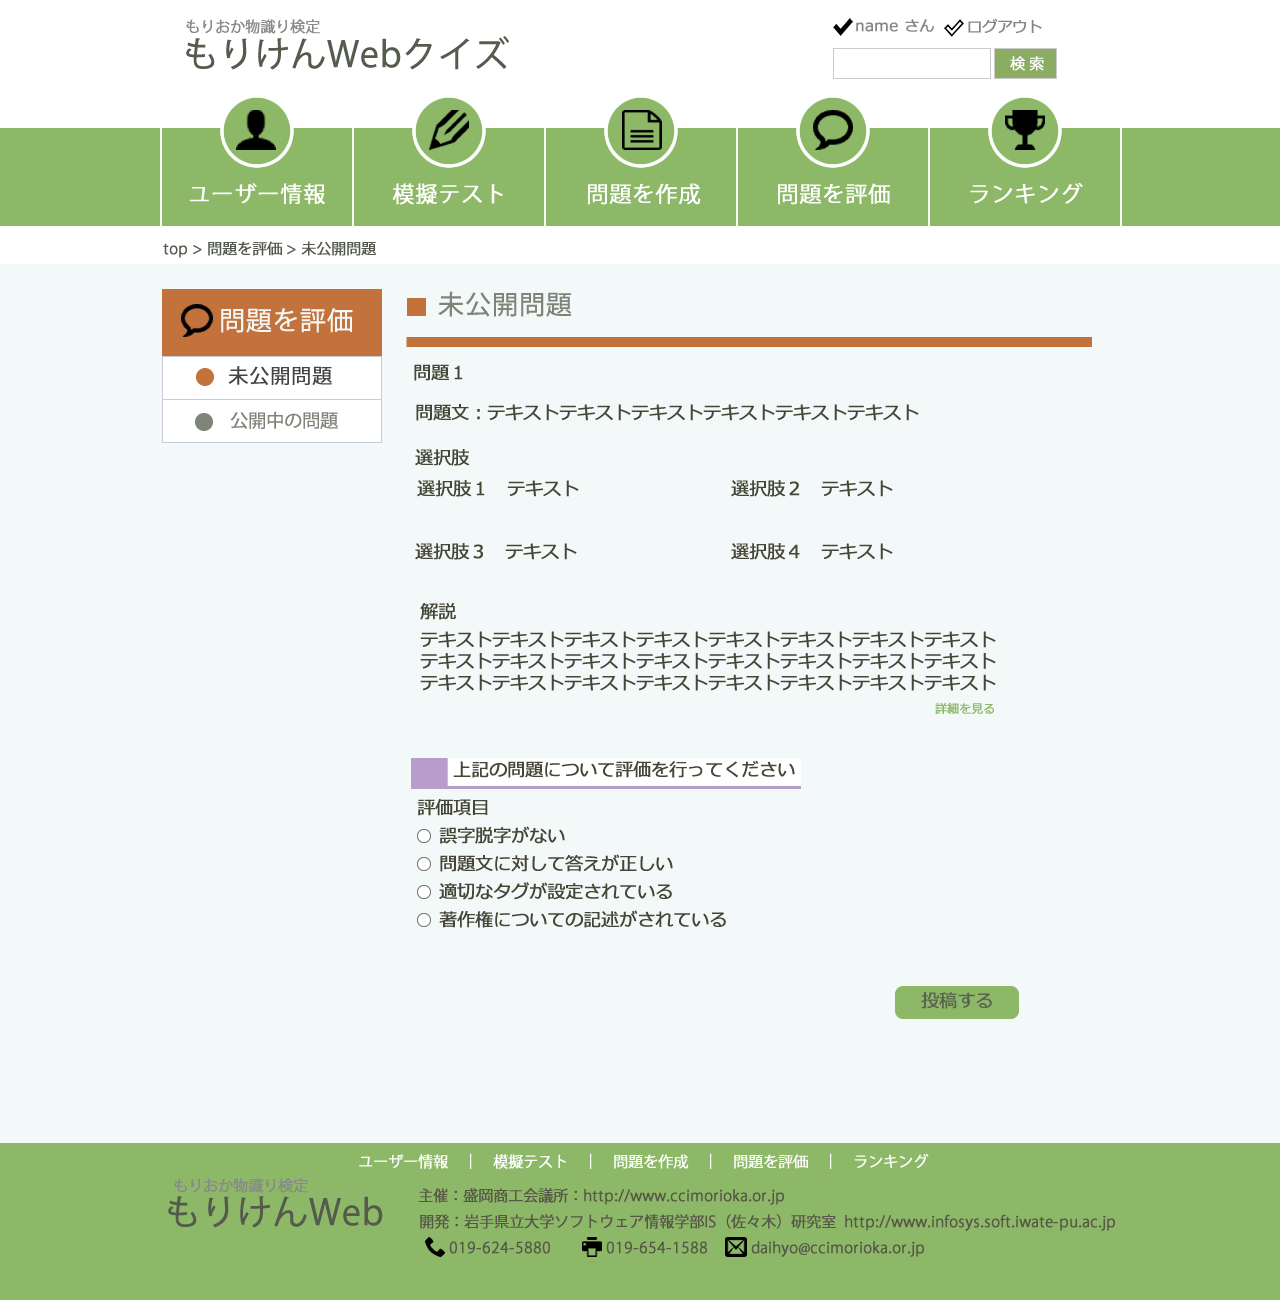 もりおか物識り検定
もりけんWebクイズ
name さん ログアウト
検 索
ユーザー情報 模擬テスト 問題を作成 問題を評価 ランキング
top > 問題を評価 > 未公開問題
問題を評価
未公開問題
公開中の問題
未公開問題
問題１
問題文：テキストテキストテキストテキストテキストテキスト
選択肢
選択肢１　テキスト
選択肢２　テキスト
選択肢３　テキスト
選択肢４　テキスト
解説
テキストテキストテキストテキストテキストテキストテキストテキスト
テキストテキストテキストテキストテキストテキストテキストテキスト
テキストテキストテキストテキストテキストテキストテキストテキスト
詳細を見る
上記の問題について評価を行ってください
評価項目
誤字脱字がない
問題文に対して答えが正しい
適切なタグが設定されている
著作権についての記述がされている
投稿する
ユーザー情報 | 模擬テスト | 問題を作成 | 問題を評価 | ランキング
もりおか物識り検定
もりけんWeb
主催：盛岡商工会議所：http://www.ccimorioka.or.jp
開発：岩手県立大学ソフトウェア情報学部IS（佐々木）研究室 http://www.infosys.soft.iwate-pu.ac.jp
019-624-5880 019-654-1588 daihyo@ccimorioka.or.jp